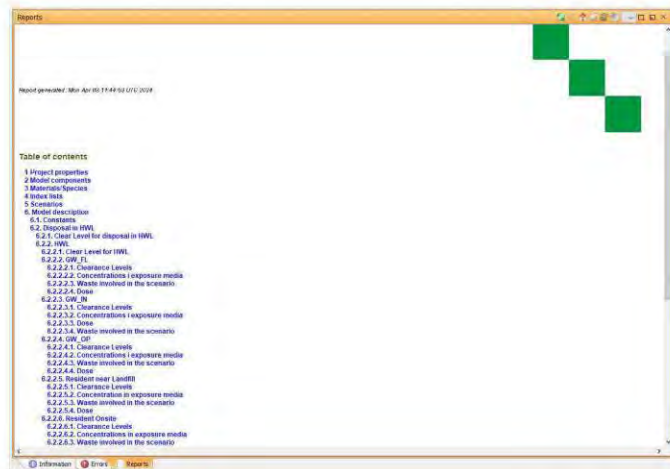 Reports
Report generated: Mon Apr 08 11:44:53 UTC 2024
Table of contents
1 Project properties
2 Model components
3 Materials/Species
4 Index lists
5 Scenarios
6. Model description
6.1. Constants
6.2. Disposal in HWL
6.2.1. Clear Level for disposal in HWL
6.2.2. HWL
6.2.2.1. Clear Level for HWL
6.2.2.2. GW_FL
6.2.2.2.1. Clearance Levels
6.2.2.2.2. Concentrations i exposure media
6.2.2.2.3. Waste involved in the scenario
6.2.2.2.4. Dose
6.2.2.3. GW_IN
6.2.2.3.1. Clearance Levels
6.2.2.3.2. Concentrations i exposure media
6.2.2.3.3. Dose
6.2.2.3.4. Waste involved in the scenario
6.2.2.4. GW_OP
6.2.2.4.1. Clearance Levels
6.2.2.4.2. Concentrations i exposure media
6.2.2.4.3. Waste involved in the scenario
6.2.2.4.4. Dose
6.2.2.5. Resident near Landfill
6.2.2.5.1. Clearance Levels
6.2.2.5.2. Concentration in exposure media
6.2.2.5.3. Waste involved in the scenario
6.2.2.5.4. Dose
6.2.2.6. Resident Onsite
6.2.2.6.1. Clearance Levels
6.2.2.6.2. Concentrations in exposure media
6.2.2.6.3. Waste involved in the scenario
Information Errors Reports